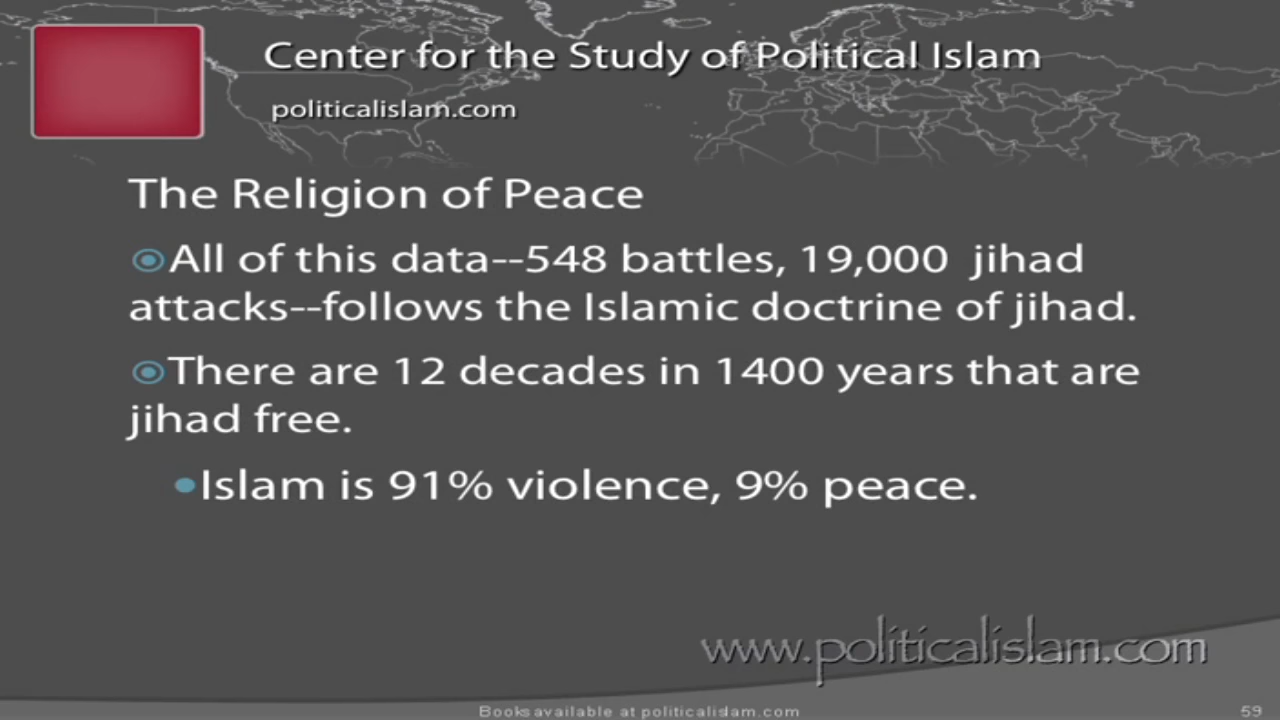 Center for the Study of Political Islam
politicalislam.com
The Religion of Peace
All of this data--548 battles, 19,000 jihad
attacks--follows the Islamic doctrine of jihad.
There are 12 decades in 1400 years that are
jihad free.
Islam is 91% violence, 9% peace.
www.politicalislam.com
Books available at politicalislam.com
59